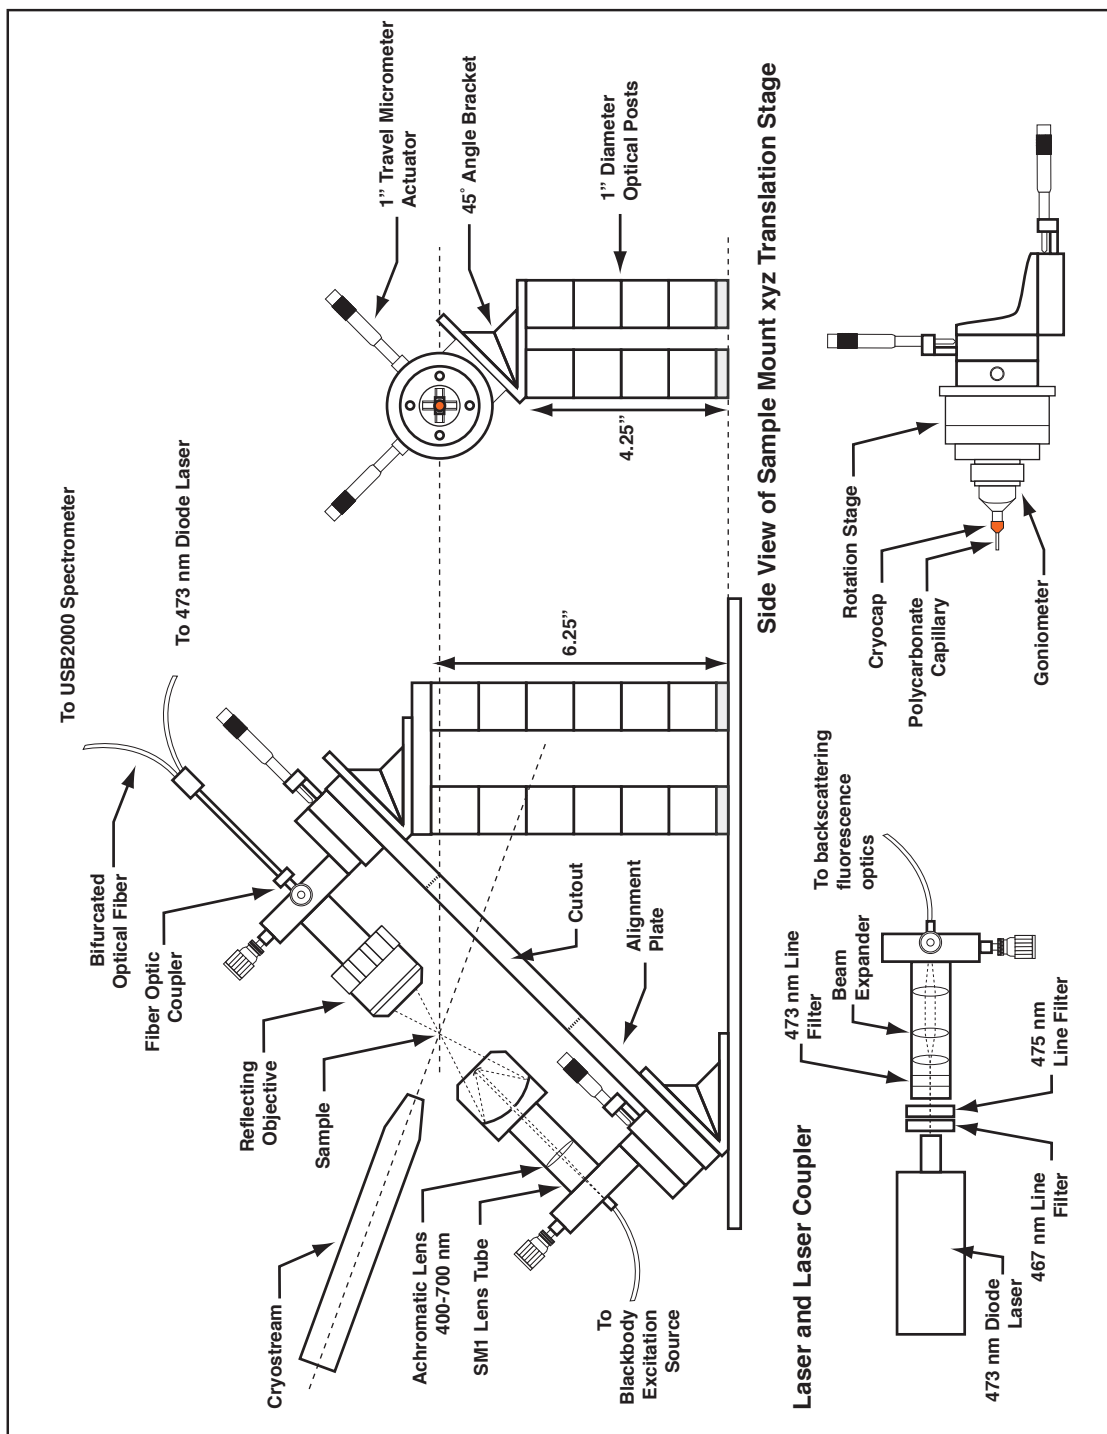 To USB2000 Spectrometer
To 473 nm Diode Laser
1” Travel Micrometer
Actuator
45° Angle Bracket
Bifurcated
Optical Fiber
Fiber Optic
Coupler
Reflecting
Objective
Sample
Cryostream
Achromatic Lens
400-700 nm
SM1 Lens Tube
To
Blackbody
Excitation
Source
Cutout
Alignment
Plate
6.25”
4.25”
1” Diameter
Optical Posts
Side View of Sample Mount xyz Translation Stage
Laser and Laser Coupler
473 nm Diode
Laser
467 nm Line
Filter
475 nm
Line Filter
473 nm Line
Filter
Beam
Expander
To backscattering
fluorescence
optics
Rotation Stage
Cryocap
Polycarbonate
Capillary
Goniometer